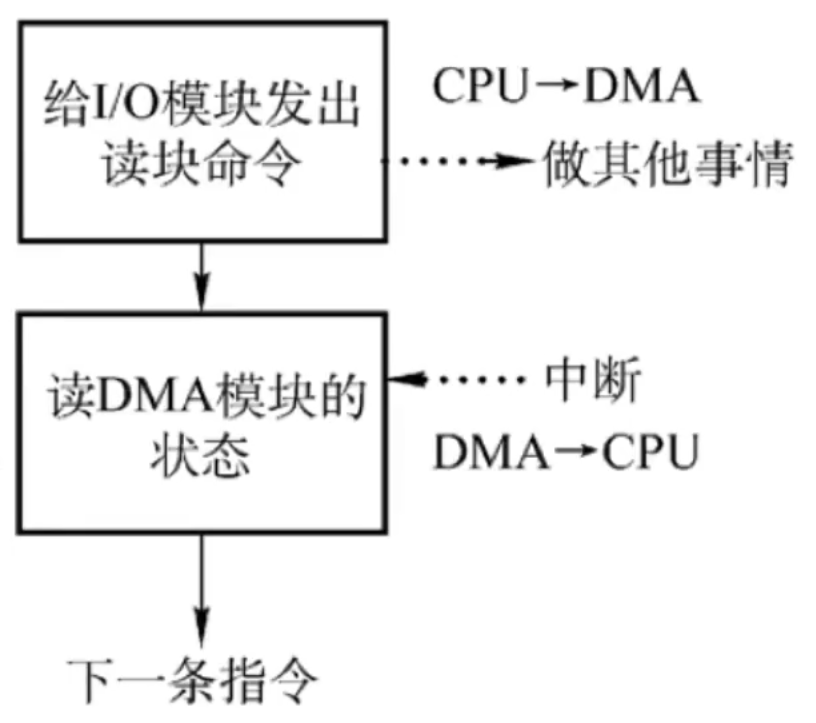 给I/O模块发出
读块命令
CPU→DMA
做其他事情
读DMA模块的
状态
中断
DMA→CPU
下一条指令